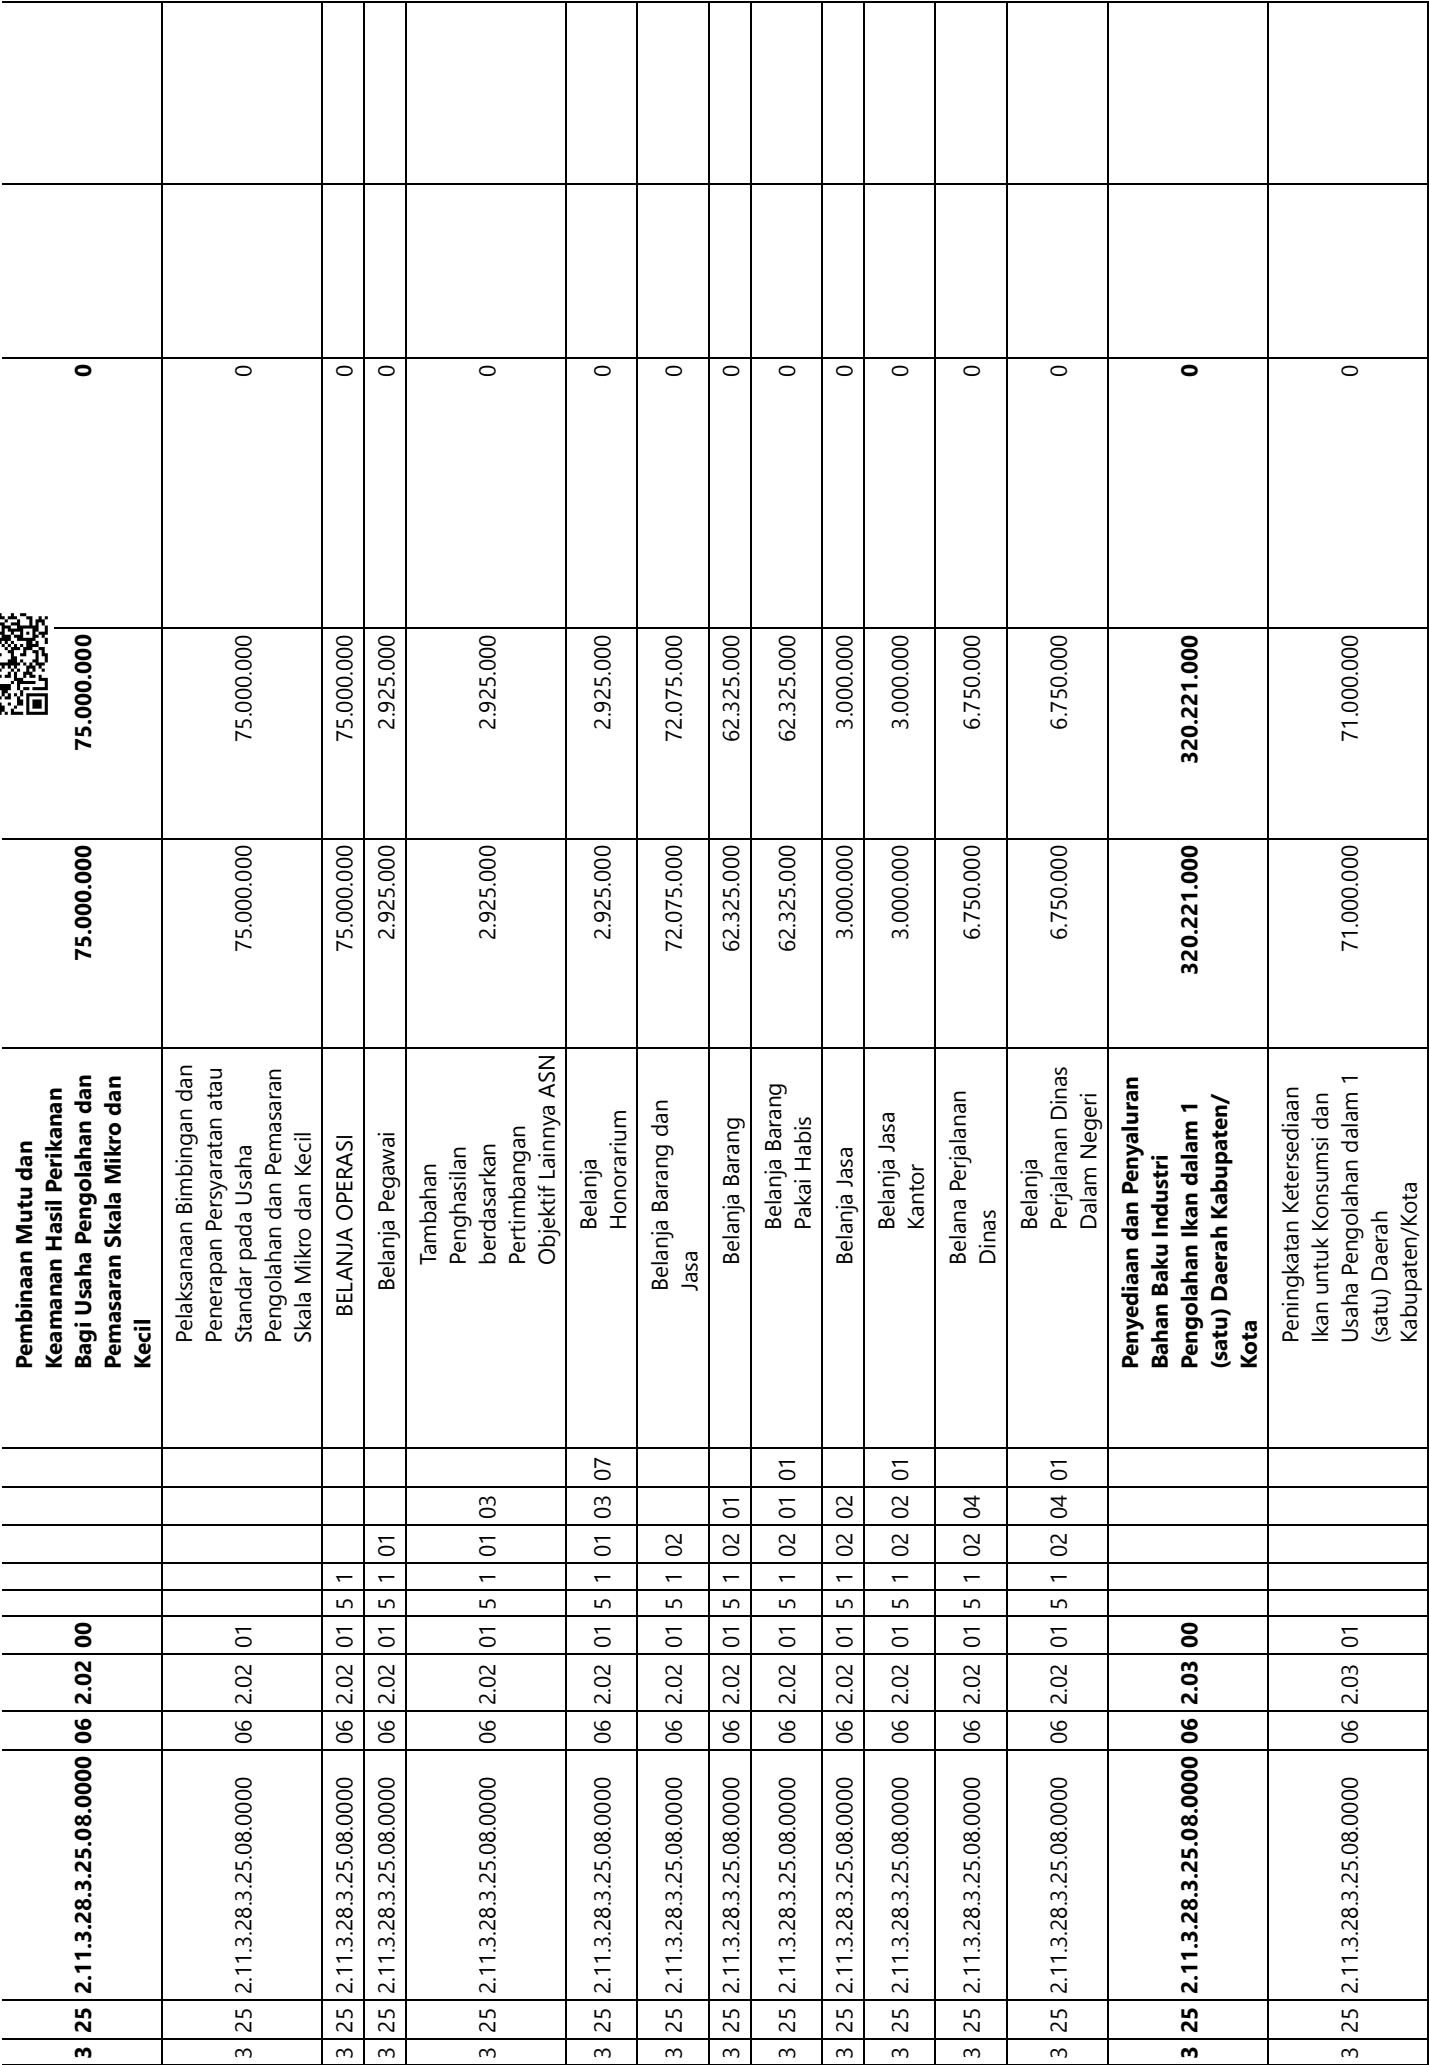 3 25 2.11.3.28.3.25.08.0000 06 2.02 00 Pembinaan Mutu dan 75.000.000 75.000.000 0
Keamanan Hasil Perikanan
Bagi Usaha Pengolahan dan
Pemasaran Skala Mikro dan
Kecil
3 25 2.11.3.28.3.25.08.0000 06 2.02 01 Pelaksanaan Bimbingan dan 75.000.000 75.000.000 0
Penerapan Persyaratan atau
Standar pada Usaha
Pengolahan dan Pemasaran
Skala Mikro dan Kecil
3 25 2.11.3.28.3.25.08.0000 06 2.02 01 5 1 BELANJA OPERASI 75.000.000 75.000.000 0
3 25 2.11.3.28.3.25.08.0000 06 2.02 01 5 1 01 Belanja Pegawai 2.925.000 2.925.000 0
3 25 2.11.3.28.3.25.08.0000 06 2.02 01 5 1 01 03 Tambahan 2.925.000 2.925.000 0
Penghasilan
berdasarkan
Pertimbangan
Objektif Lainnya ASN
3 25 2.11.3.28.3.25.08.0000 06 2.02 01 5 1 01 03 07 Belanja 2.925.000 2.925.000 0
Honorarium
3 25 2.11.3.28.3.25.08.0000 06 2.02 01 5 1 02 Belanja Barang dan 72.075.000 72.075.000 0
Jasa
3 25 2.11.3.28.3.25.08.0000 06 2.02 01 5 1 02 01 Belanja Barang 62.325.000 62.325.000 0
3 25 2.11.3.28.3.25.08.0000 06 2.02 01 5 1 02 01 01 Belanja Barang 62.325.000 62.325.000 0
Pakai Habis
3 25 2.11.3.28.3.25.08.0000 06 2.02 01 5 1 02 02 Belanja Jasa 3.000.000 3.000.000 0
3 25 2.11.3.28.3.25.08.0000 06 2.02 01 5 1 02 02 01 Belanja Jasa 3.000.000 3.000.000 0
Kantor
3 25 2.11.3.28.3.25.08.0000 06 2.02 01 5 1 02 04 Belana Perjalanan 6.750.000 6.750.000 0
Dinas
3 25 2.11.3.28.3.25.08.0000 06 2.02 01 5 1 02 04 01 Belanja 6.750.000 6.750.000 0
Perjalanan Dinas
Dalam Negeri
3 25 2.11.3.28.3.25.08.0000 06 2.03 00 Penyediaan dan Penyaluran 320.221.000 320.221.000 0
Bahan Baku Industri
Pengolahan Ikan dalam 1
(satu) Daerah Kabupaten/
Kota
3 25 2.11.3.28.3.25.08.0000 06 2.03 01 Peningkatan Ketersediaan 71.000.000 71.000.000 0
Ikan untuk Konsumsi dan
Usaha Pengolahan dalam 1
(satu) Daerah
Kabupaten/Kota